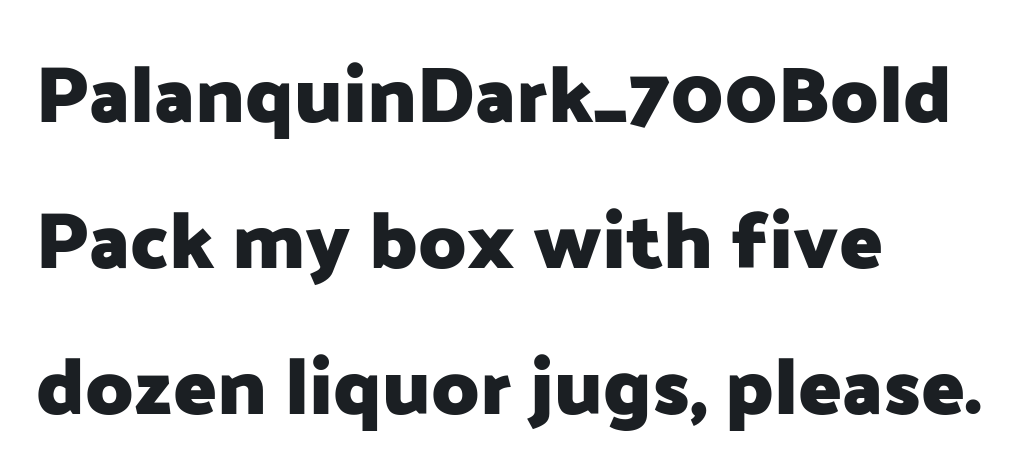 PalanquinDark_700Bold
Pack my box with five
dozen liquor jugs, please.